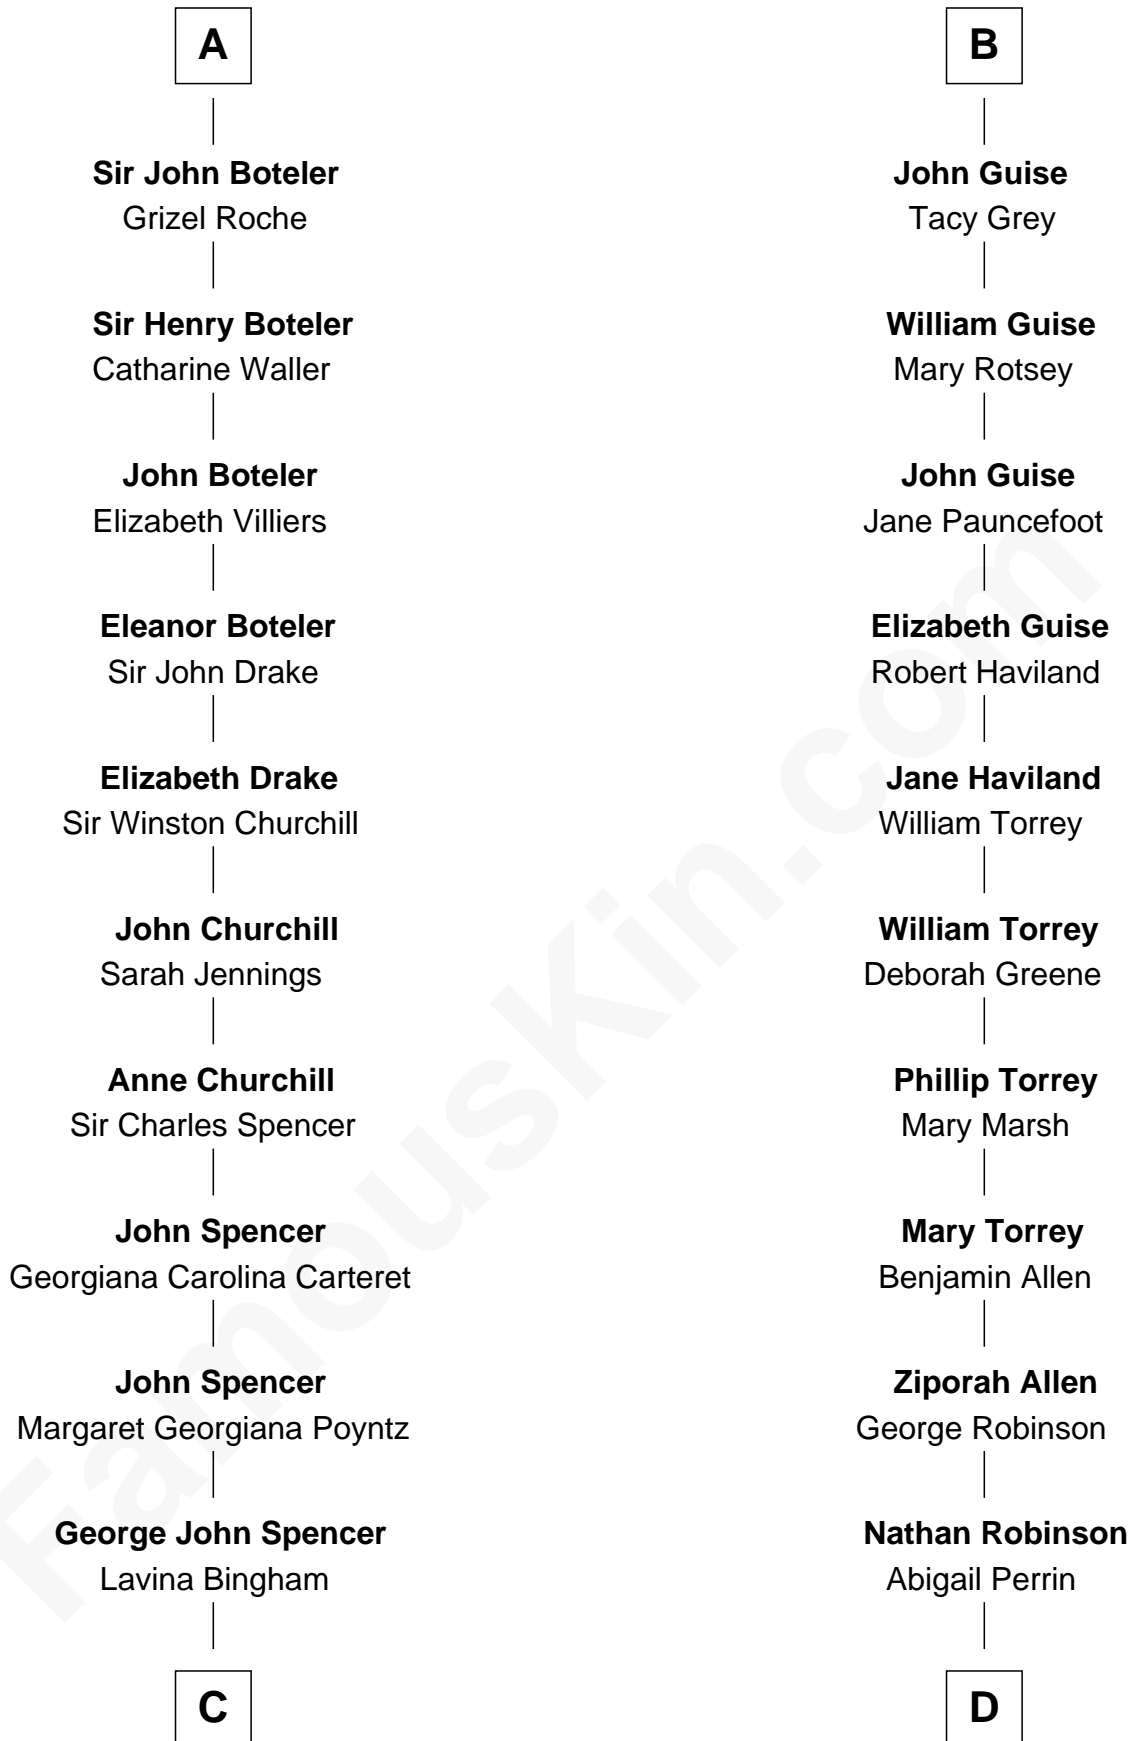 A
Sir John Boteler
Grizel Roche
Sir Henry Boteler
Catharine Waller
John Boteler
Elizabeth Villiers
Eleanor Boteler
Sir John Drake
Elizabeth Drake
Sir Winston Churchill
John Churchill
Sarah Jennings
Anne Churchill
Sir Charles Spencer
John Spencer
Georgiana Carolina Carteret
John Spencer
Margaret Georgiana Poyntz
George John Spencer
Lavina Bingham
C
B
John Guise
Tacy Grey
William Guise
Mary Rotsey
John Guise
Jane Pauncefoot
Elizabeth Guise
Robert Haviland
Jane Haviland
William Torrey
William Torrey
Deborah Greene
Phillip Torrey
Mary Marsh
Mary Torrey
Benjamin Allen
Ziporah Allen
George Robinson
Nathan Robinson
Abigail Perrin
D
FamousKin.com